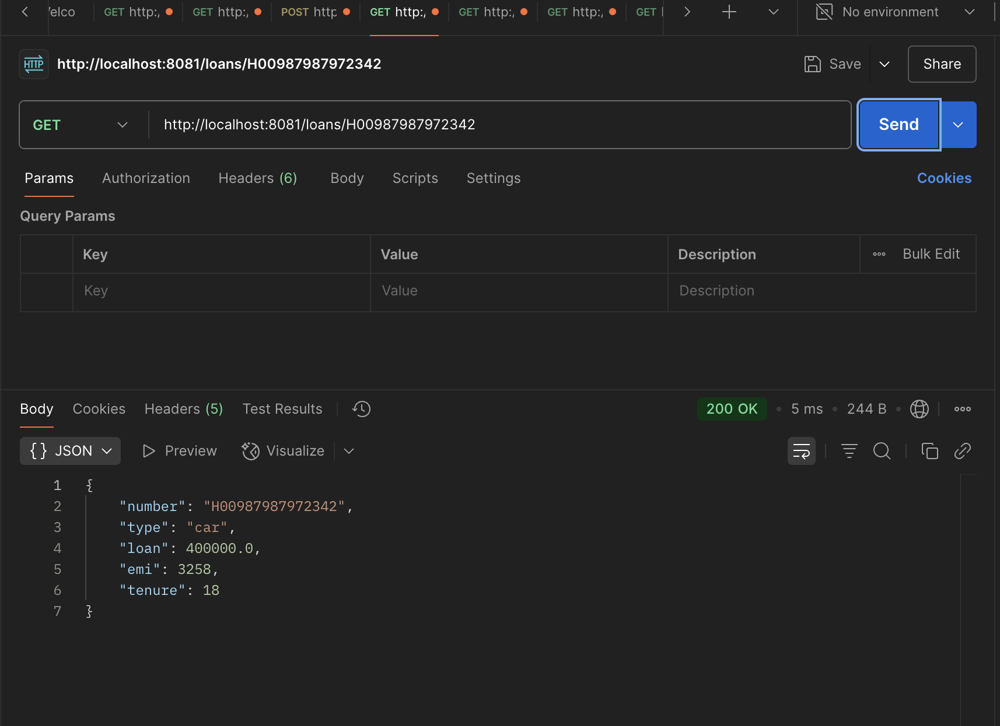 elco GET http:/ GET http:/ POST http GET http:/ GET http:/ GET http:/ GET No environment
HTTP http://localhost:8081/loans/H00987987972342 Save Share
GET http://localhost:8081/loans/H00987987972342 Send
Params Authorization Headers (6) Body Scripts Settings Cookies
Query Params
Key Value Description Bulk Edit
Key Value Description
Body Cookies Headers (5) Test Results 200 OK 5 ms 244 B
{} JSON Preview Visualize
1 {
2 "number": "H00987987972342",
3 "type": "car",
4 "loan": 400000.0,
5 "emi": 3258,
6 "tenure": 18
7 }